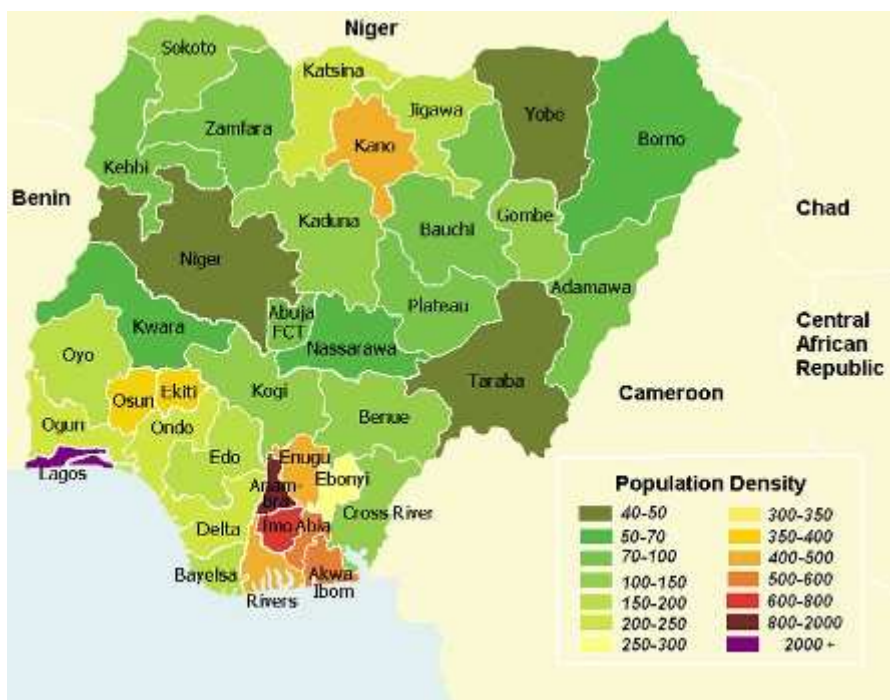 Niger
Sokoto
Katsina
Jigawa
Yobe
Zamfara
Borno
Kano
Kebbi
Benin
Chad
Gombe
Kaduna
Bauchi
Niger
Adamawa
Plateau
Abuja
FCT
Kwara
Central
African
Republic
Nassarawa
Oyo
Taraba
Cameroon
Kogi
Ekiti
Osun
Benue
Ogun
Ondo
Edo
Enugu
Lagos
Ebonyi
Anam-
bra
Cross River
Imo
Abia
Delta
Bayelsa
Akwa
Ibom
Rivers
Population Density
40-50
50-70
70-100
100-150
150-200
200-250
250-300
300-350
350-400
400-500
500-600
600-800
800-2000
2000 +